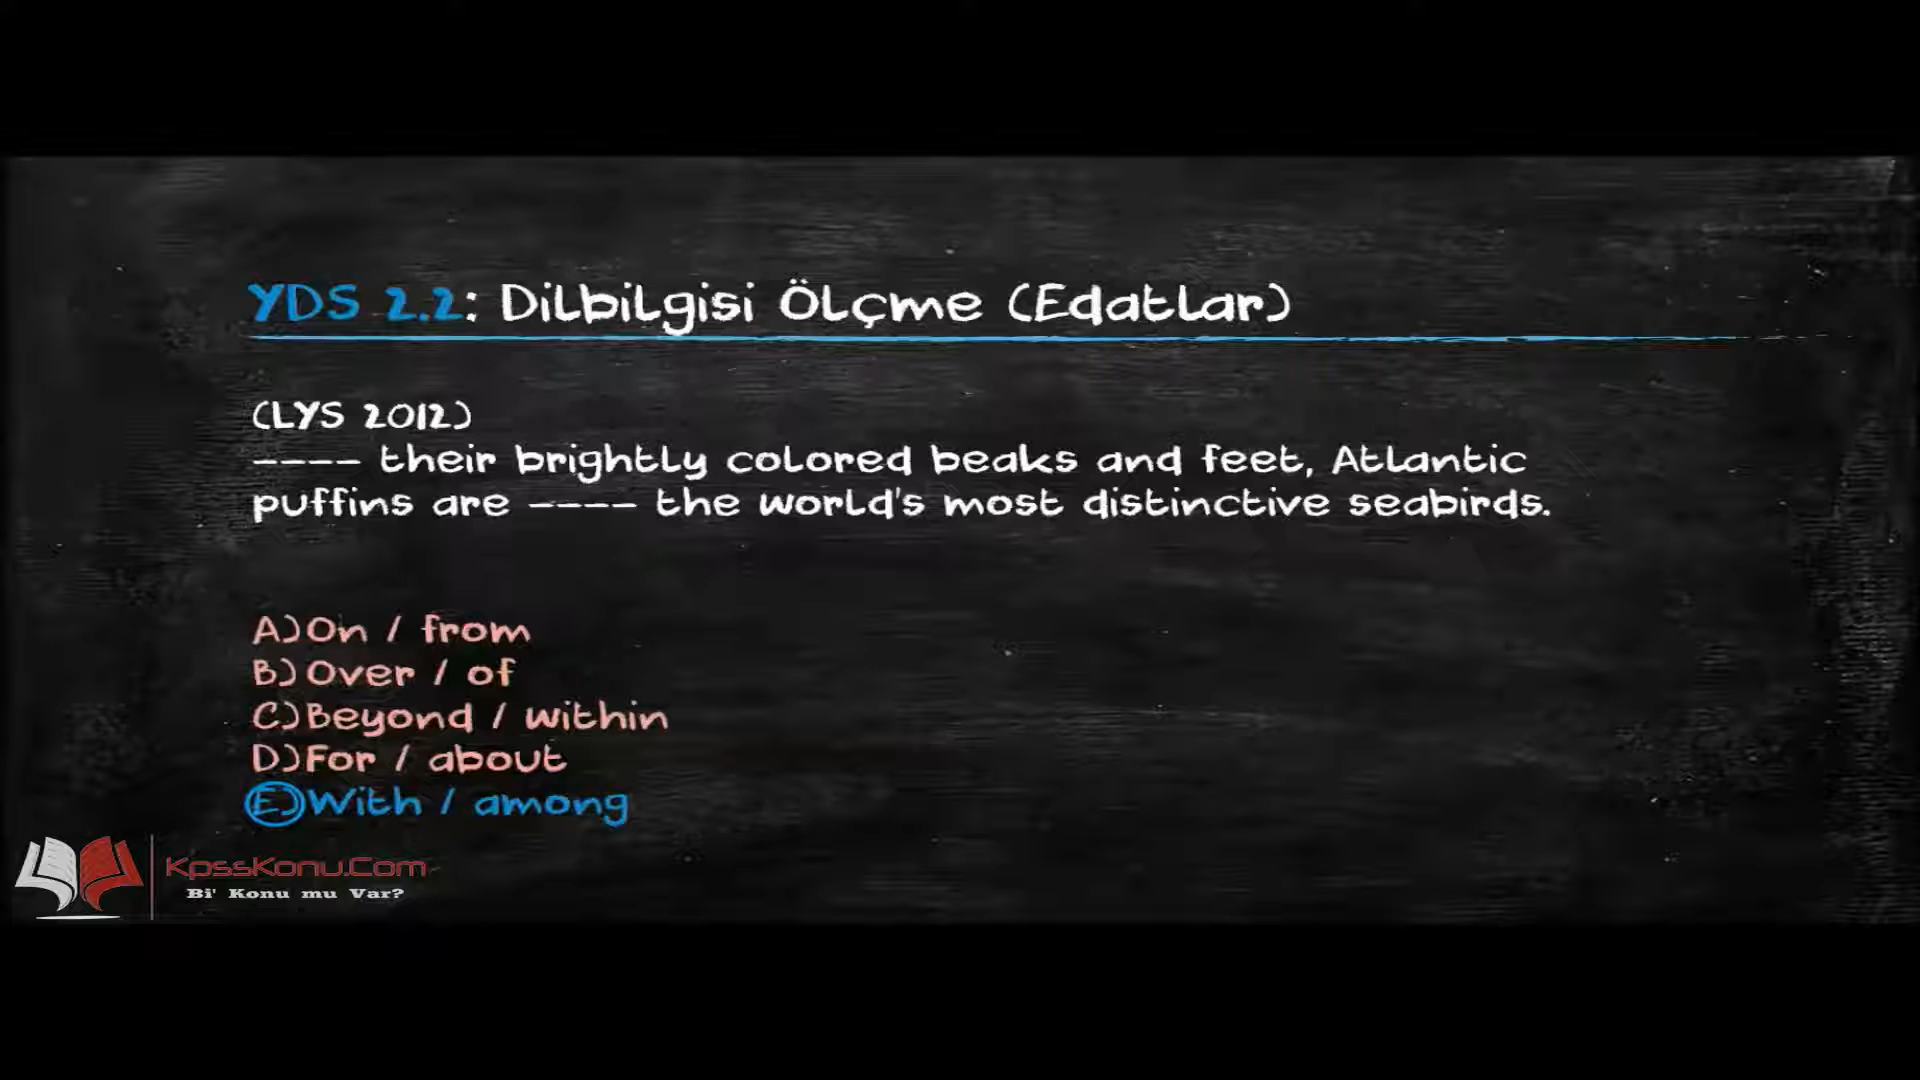 YDS 2.2: Dilbilgisi Ölçme (Edatlar)
(LYS 2012)
---- their brightly colored beaks and feet, Atlantic
puffins are ---- the world's most distinctive seabirds.
A) On / from
B) Over / of
C) Beyond / within
D) For / about
E) With / among
KpssKonu.Com
Bi' Konu mu Var?